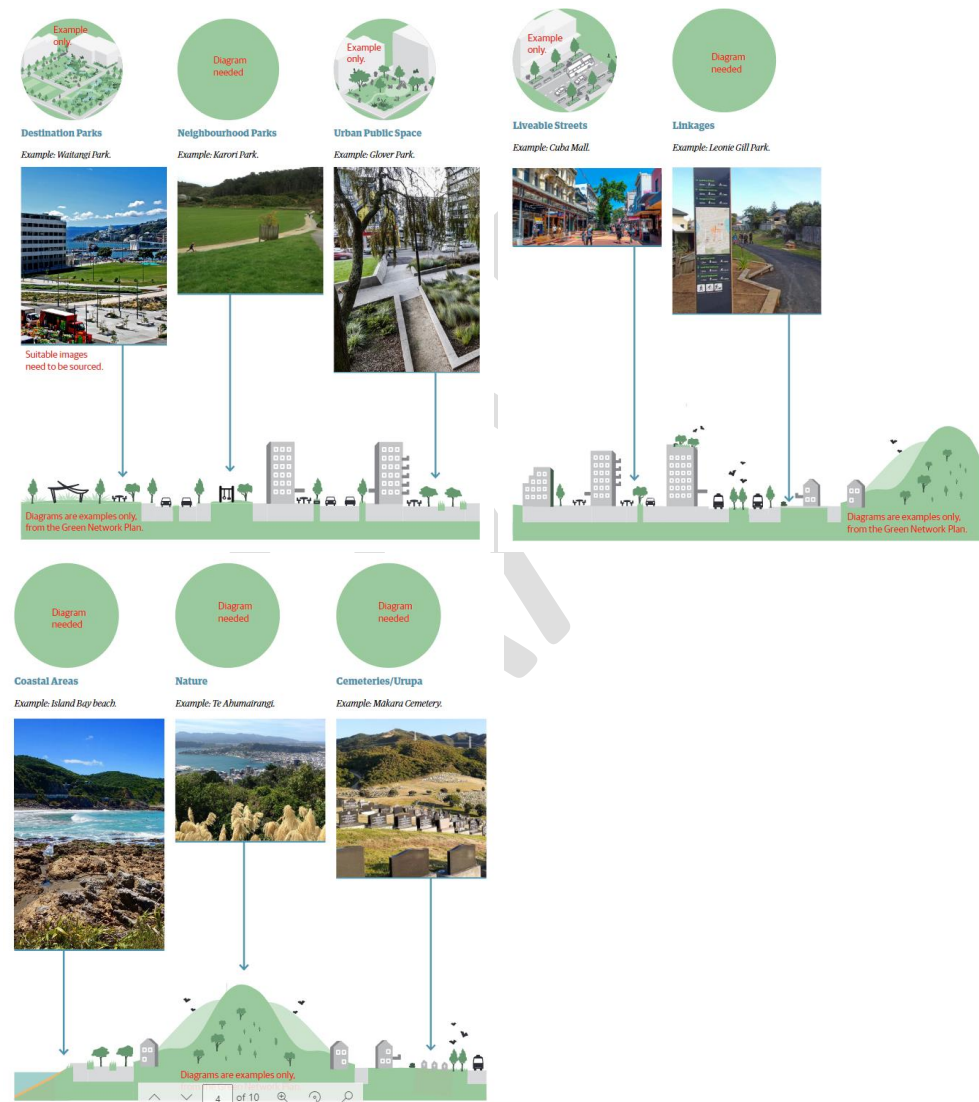 Example
only.
Diagram
needed
Example
only.
Destination Parks
Neighbourhood Parks
Urban Public Space
Example: Waitangi Park.
Example: Karori Park.
Example: Glover Park.
Suitable images
need to be sourced.
Diagrams are examples only,
from the Green Network Plan.
Example
only.
Diagram
needed
Liveable Streets
Linkages
Example: Cuba Mall.
Example: Leonie Gill Park.
Diagrams are examples only,
from the Green Network Plan.
Diagram
needed
Diagram
needed
Diagram
needed
Coastal Areas
Nature
Cemeteries/Urupa
Example: Island Bay beach.
Example: Te Ahumairangi.
Example: Makara Cemetery.
Diagrams are examples only,
4 of 10